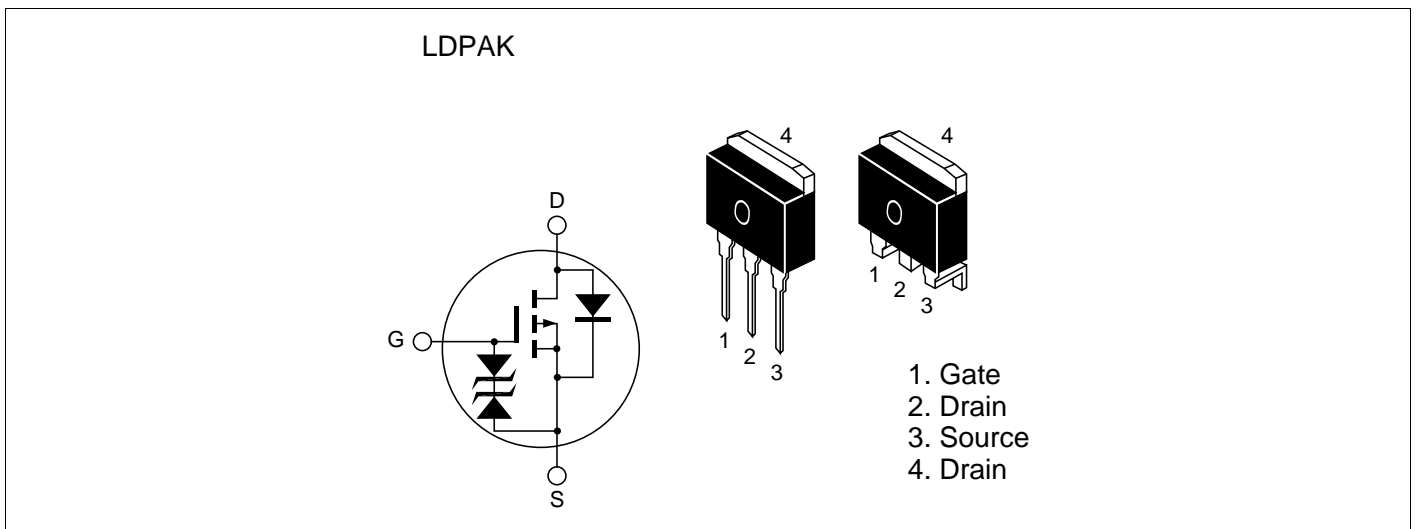 LDPAK
4
4
D
G
S
1
2
3
1
2
3
1. Gate
2. Drain
3. Source
4. Drain